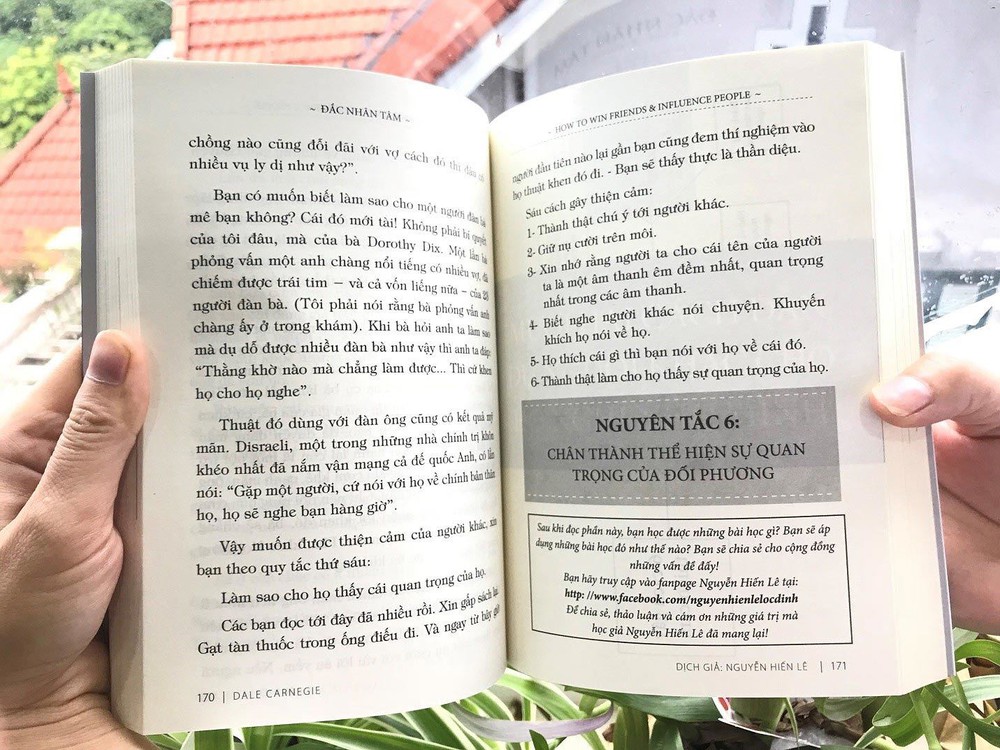 ~ ĐẮC NHÂN TÂM ~
chồng nào cũng đối đãi với vợ cách đó thì đâu có
nhiều vụ ly dị như vậy?”.
Bạn có muốn biết làm sao cho một người đàn bà
mê bạn không? Cái đó mới tài! Không phải bí quyết
của tôi đâu, mà của bà Dorothy Dix. Một lần bà
phỏng vấn một anh chàng nổi tiếng có nhiều vợ, đã
chiếm được trái tim – và cả vốn liếng nữa – của 23
người đàn bà. (Tôi phải nói rằng bà phỏng vấn anh
chàng ấy ở trong khám). Khi bà hỏi anh ta làm sao
mà dụ dỗ được nhiều đàn bà như vậy thì anh ta đáp:
“Thằng khờ nào mà chẳng làm được... Thì cứ khen
họ cho họ nghe”.
Thuật đó dùng với đàn ông cũng có kết quả mỹ
mãn. Disraeli, một trong những nhà chính trị khôn
khéo nhất đã nắm vận mạng cả đế quốc Anh, có lần
nói: “Gặp một người, cứ nói với họ về chính bản thân
họ, họ sẽ nghe bạn hàng giờ”.
Vậy muốn được thiện cảm của người khác, xin
bạn theo quy tắc thứ sáu:
Làm sao cho họ thấy cái quan trọng của họ.
Các bạn đọc tới đây đã nhiều rồi. Xin gấp sách lại.
Gạt tàn thuốc trong ống điếu đi. Và ngay từ bây giờ
170 | DALE CARNEGIE
~ HOW TO WIN FRIENDS & INFLUENCE PEOPLE ~
người đầu tiên nào lại gần bạn cũng đem thí nghiệm vào
họ thuật khen đó đi. - Bạn sẽ thấy thực là thần diệu.
Sáu cách gây thiện cảm:
1- Thành thật chú ý tới người khác.
2- Giữ nụ cười trên môi.
3- Xin nhớ rằng người ta cho cái tên của người
ta là một âm thanh êm đềm nhất, quan trọng
nhất trong các âm thanh.
4- Biết nghe người khác nói chuyện. Khuyến
khích họ nói về họ.
5- Họ thích cái gì thì bạn nói với họ về cái đó.
6- Thành thật làm cho họ thấy sự quan trọng của họ.
NGUYÊN TẮC 6:
CHÂN THÀNH THỂ HIỆN SỰ QUAN
TRỌNG CỦA ĐỐI PHƯƠNG
Sau khi đọc phần này, bạn học được những bài học gì? Bạn sẽ áp
dụng những bài học đó như thế nào? Bạn sẽ chia sẻ cho cộng đồng
những vấn đề đấy!
Bạn hãy truy cập vào fanpage Nguyễn Hiến Lê tại:
http: //www.facebook.com/nguyenhienlelocdinh
Để chia sẻ, thảo luận và cám ơn những giá trị mà
học giả Nguyễn Hiến Lê đã mang lại!
DỊCH GIẢ: NGUYỄN HIẾN LÊ | 171